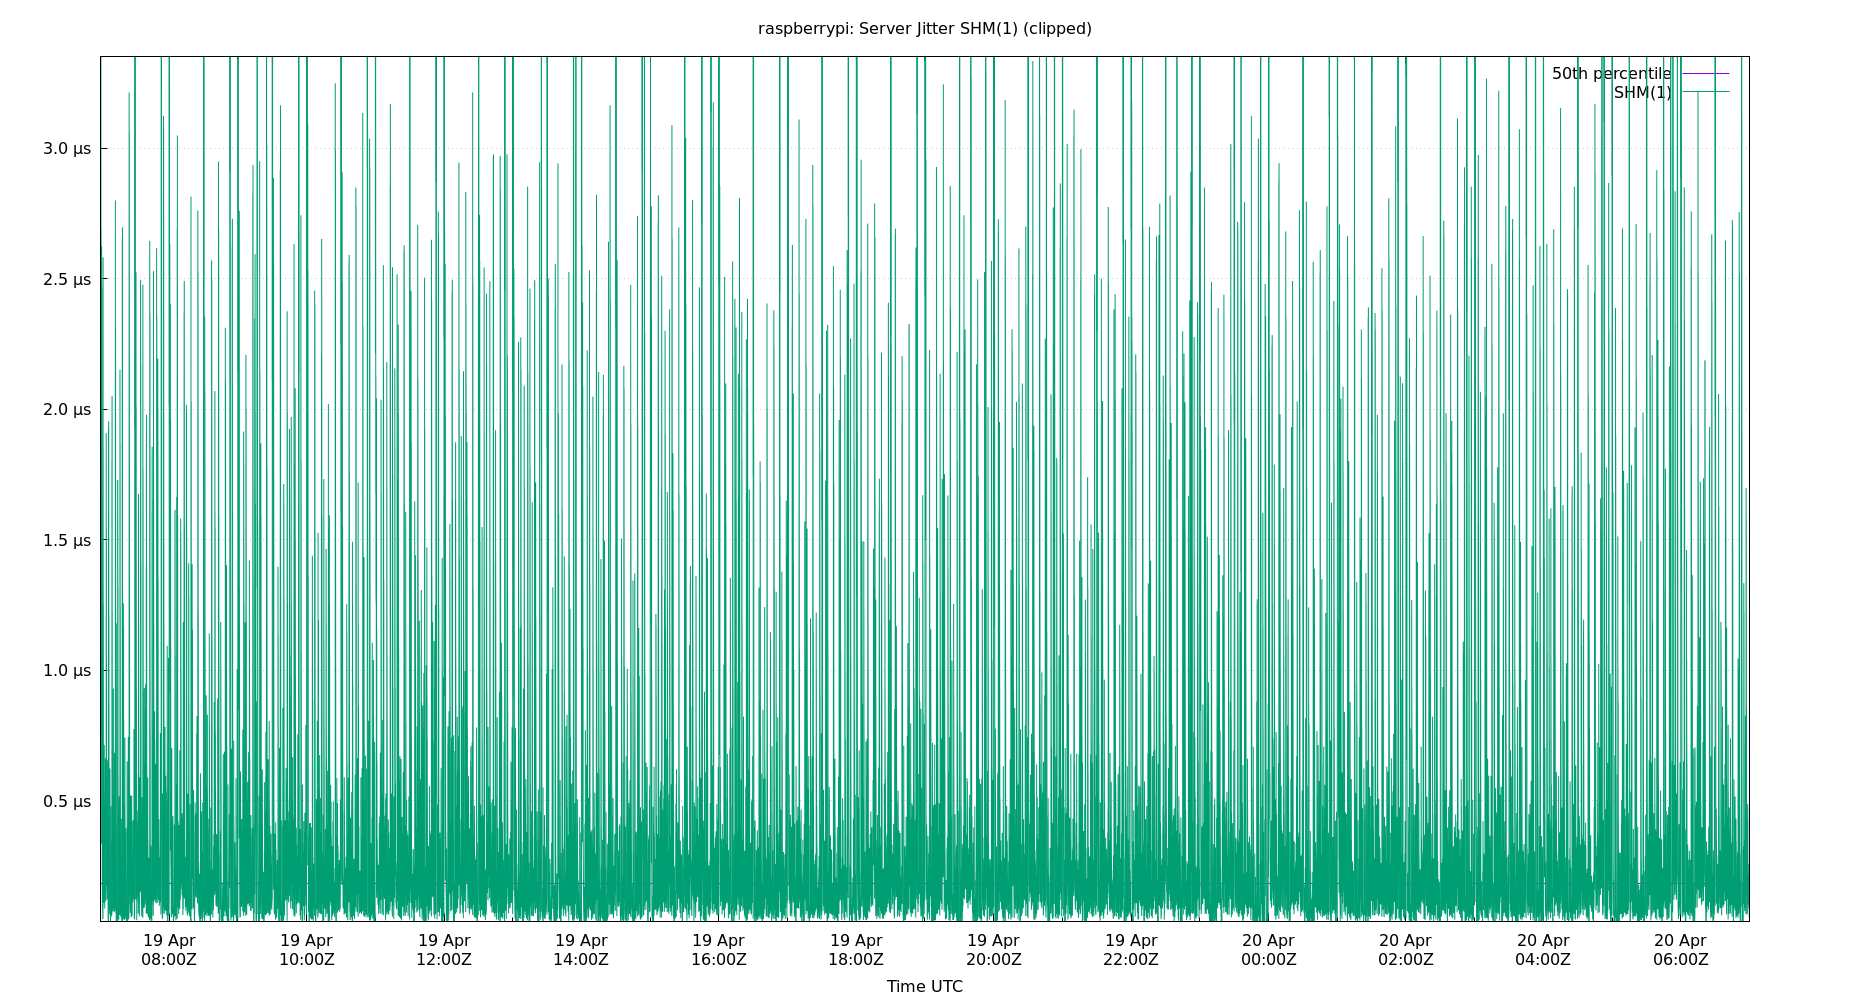 raspberrypi: Server Jitter SHM(1) (clipped)
50th percentile
SHM(1)
3.0 µs
2.5 µs
2.0 µs
1.5 µs
1.0 µs
0.5 µs
19 Apr 19 Apr 19 Apr 19 Apr 19 Apr 19 Apr 19 Apr 19 Apr 20 Apr 20 Apr 20 Apr 20 Apr
08:00Z 10:00Z 12:00Z 14:00Z 16:00Z 18:00Z 20:00Z 22:00Z 00:00Z 02:00Z 04:00Z 06:00Z
Time UTC